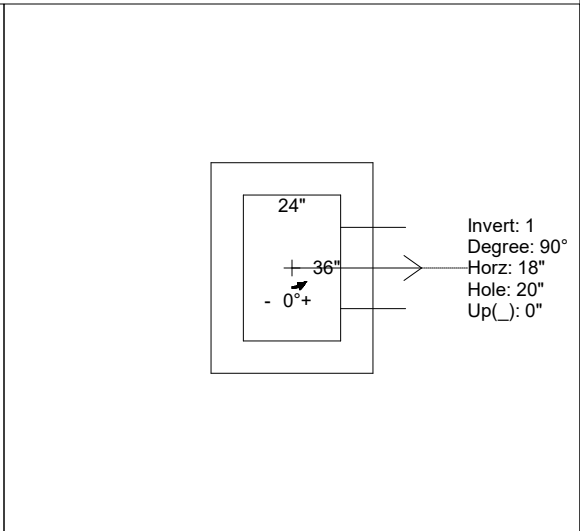 24"
36"
- 0°+
Invert: 1
Degree: 90°
Horz: 18"
Hole: 20"
Up(_): 0"